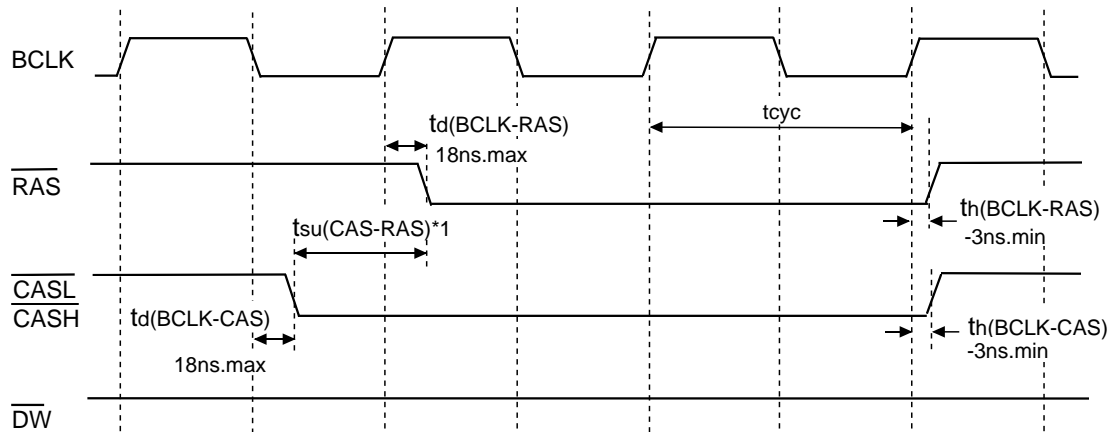 BCLK
td(BCLK-RAS)
18ns.max
tcyc
RAS
th(BCLK-RAS)
-3ns.min
tsu(CAS-RAS)*1
CASL
CASH
td(BCLK-CAS)
18ns.max
th(BCLK-CAS)
-3ns.min
DW